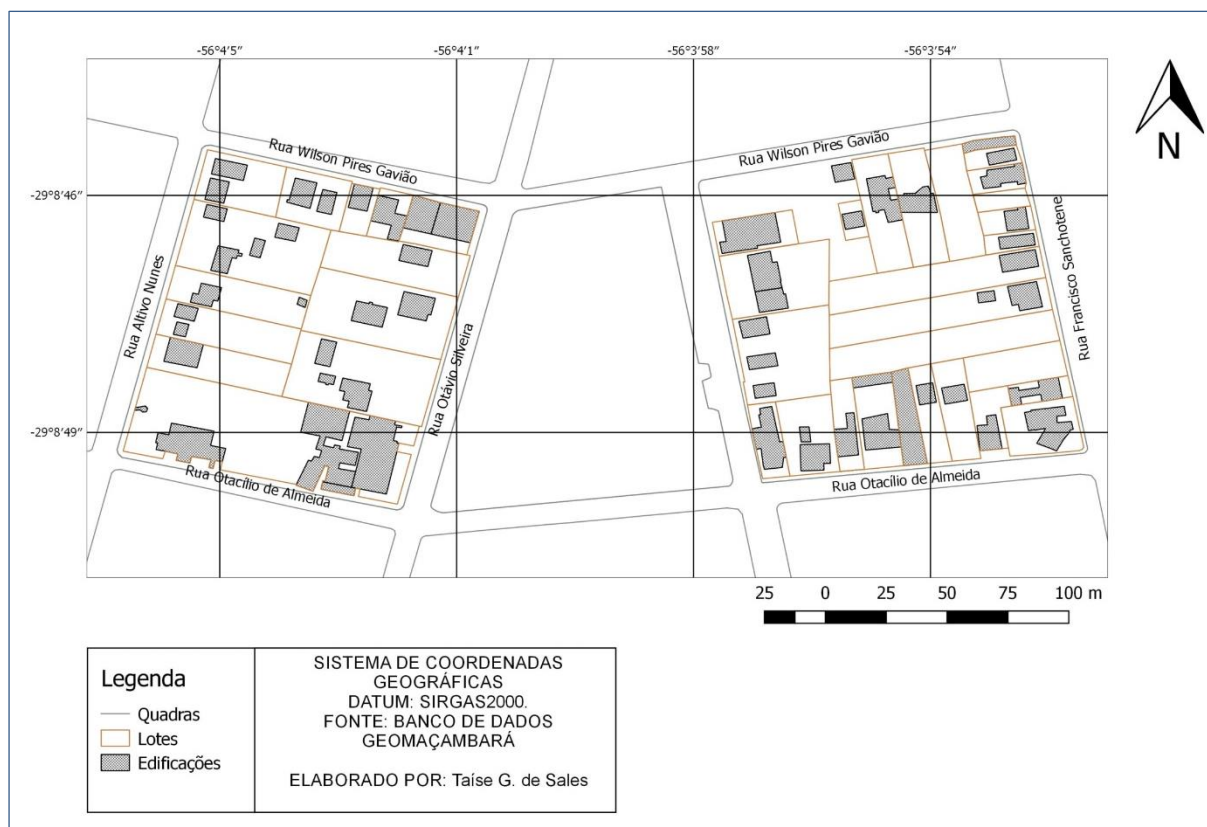 -56°4′5″
-56°4′1″
-56°3′58″
-56°3′54″
-29°8′46″
-29°8′49″
Rua Wilson Pires Gavião
Rua Wilson Pires Gavião
Rua Altivo Nunes
Rua Otávio Silveira
Rua Francisco Sanchotene
Rua Otacílio de Almeida
Rua Otacílio de Almeida
N
25 0 25 50 75 100 m
Legenda
Quadras
Lotes
Edificações
SISTEMA DE COORDENADAS
GEOGRÁFICAS
DATUM: SIRGAS2000.
FONTE: BANCO DE DADOS
GEOMAÇAMBARÁ
ELABORADO POR: Taíse G. de Sales